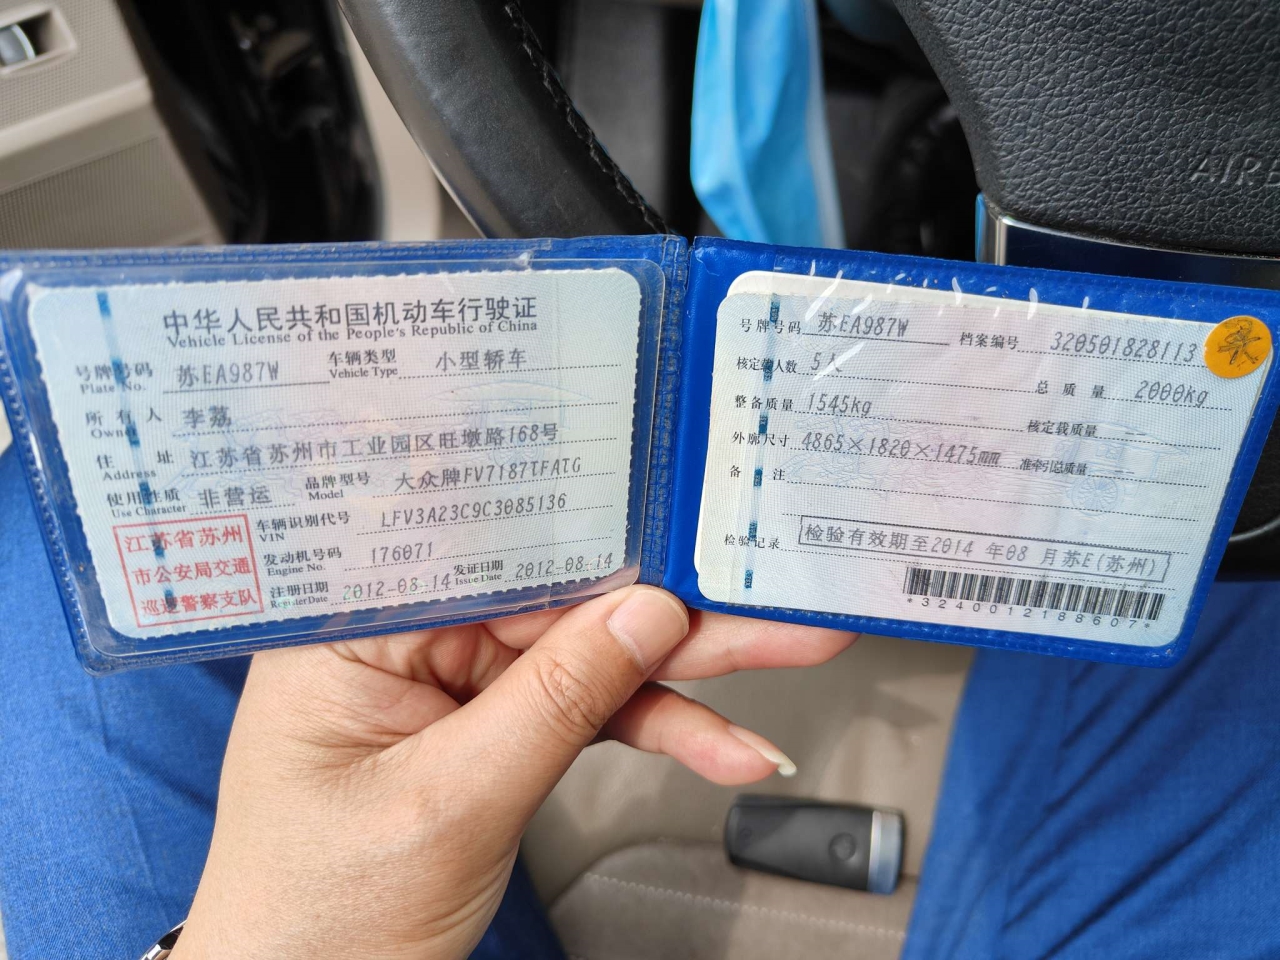 中华人民共和国机动车行驶证
Vehicle License of the People's Republic of China
号牌号码 苏EA987W 车辆类型 小型轿车
Plate No. Vehicle Type
所有人 李荔
Owner
住址 江苏省苏州市工业园区旺墩路168号
Address
使用性质 非营运 品牌型号 大众牌FV7187TFATG
Use Character Model
江苏省苏州
市公安局交通
巡逻警察支队
车辆识别代号 LFV3A23C9C3085136
VIN
发动机号码 176071
Engine No.
注册日期 2012-08-14 发证日期 2012-08-14
Register Date Issue Date
号牌号码 苏EA987W 档案编号 320501828113
核定载人数 5人 总质量 2000kg
整备质量 1545kg 核定载质量 --
外廓尺寸 4865×1820×1475mm 准牵引总质量 --
备注
检验记录 检验有效期至2014年08月苏E(苏州)
*3240012188607*